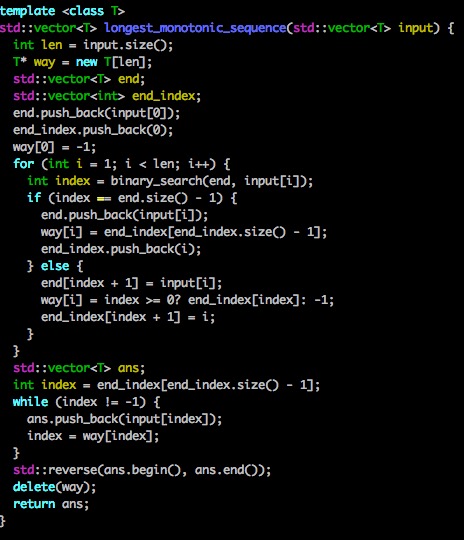 template <class T>
std::vector<T> longest_monotonic_sequence(std::vector<T> input) {
  int len = input.size();
  T* way = new T[len];
  std::vector<T> end;
  std::vector<int> end_index;
  end.push_back(input[0]);
  end_index.push_back(0);
  way[0] = -1;
  for (int i = 1; i < len; i++) {
    int index = binary_search(end, input[i]);
    if (index == end.size() - 1) {
      end.push_back(input[i]);
      way[i] = end_index[end_index.size() - 1];
      end_index.push_back(i);
    } else {
      end[index + 1] = input[i];
      way[i] = index >= 0? end_index[index]: -1;
      end_index[index + 1] = i;
    }
  }
  std::vector<T> ans;
  int index = end_index[end_index.size() - 1];
  while (index != -1) {
    ans.push_back(input[index]);
    index = way[index];
  }
  std::reverse(ans.begin(), ans.end());
  delete(way);
  return ans;
}